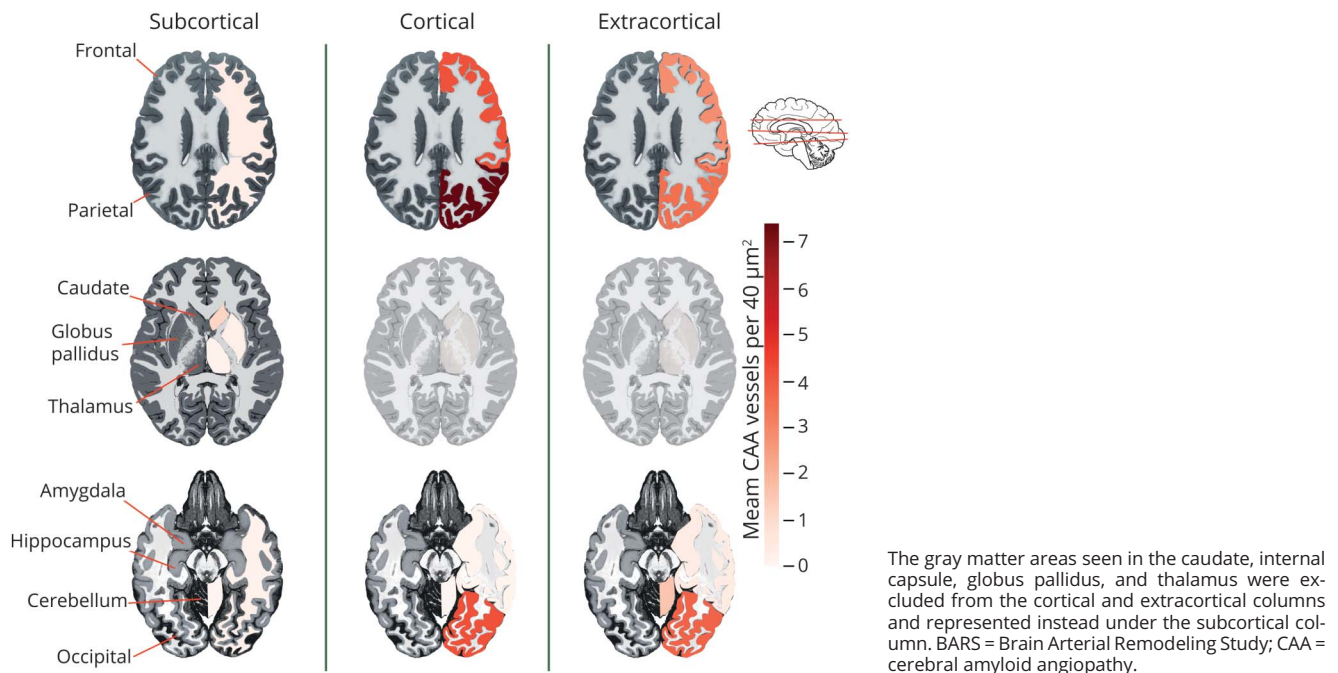 Subcortical
Cortical
Extracortical
Frontal
Parietal
Caudate
Globus
pallidus
Thalamus
Amygdala
Hippocampus
Cerebellum
Occipital
Meam CAA vessels per 40 µm²
7
6
5
4
3
2
1
0
The gray matter areas seen in the caudate, internal
capsule, globus pallidus, and thalamus were ex-
cluded from the cortical and extracortical columns
and represented instead under the subcortical col-
umn. BARS = Brain Arterial Remodeling Study; CAA =
cerebral amyloid angiopathy.